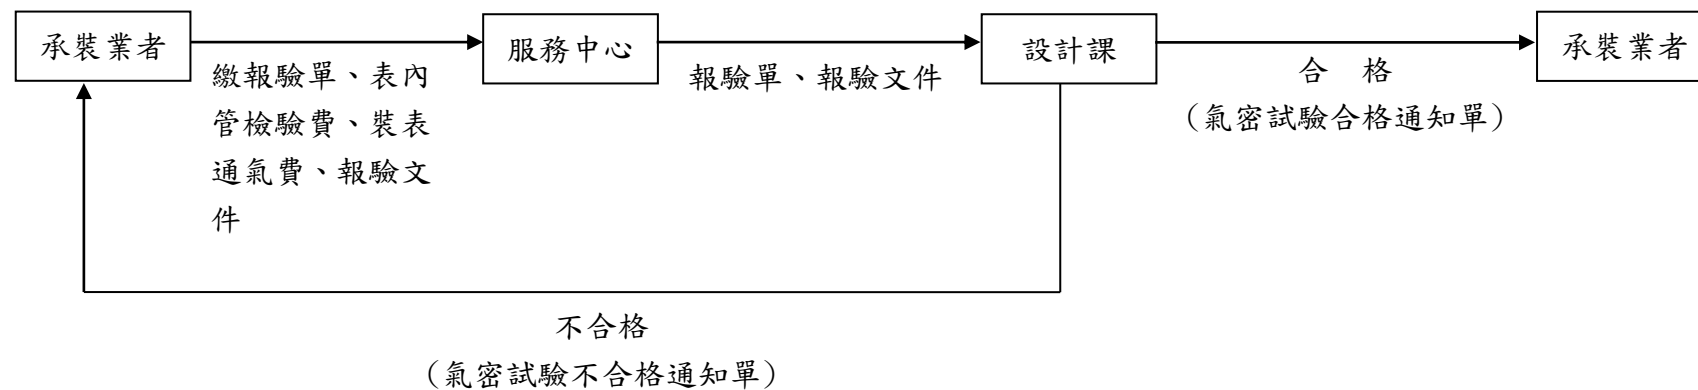 承裝業者
繳報驗單、表內
管檢驗費、裝表
通氣費、報驗文
件
服務中心
報驗單、報驗文件
設計課
合　格
（氣密試驗合格通知單）
承裝業者
不合格
（氣密試驗不合格通知單）